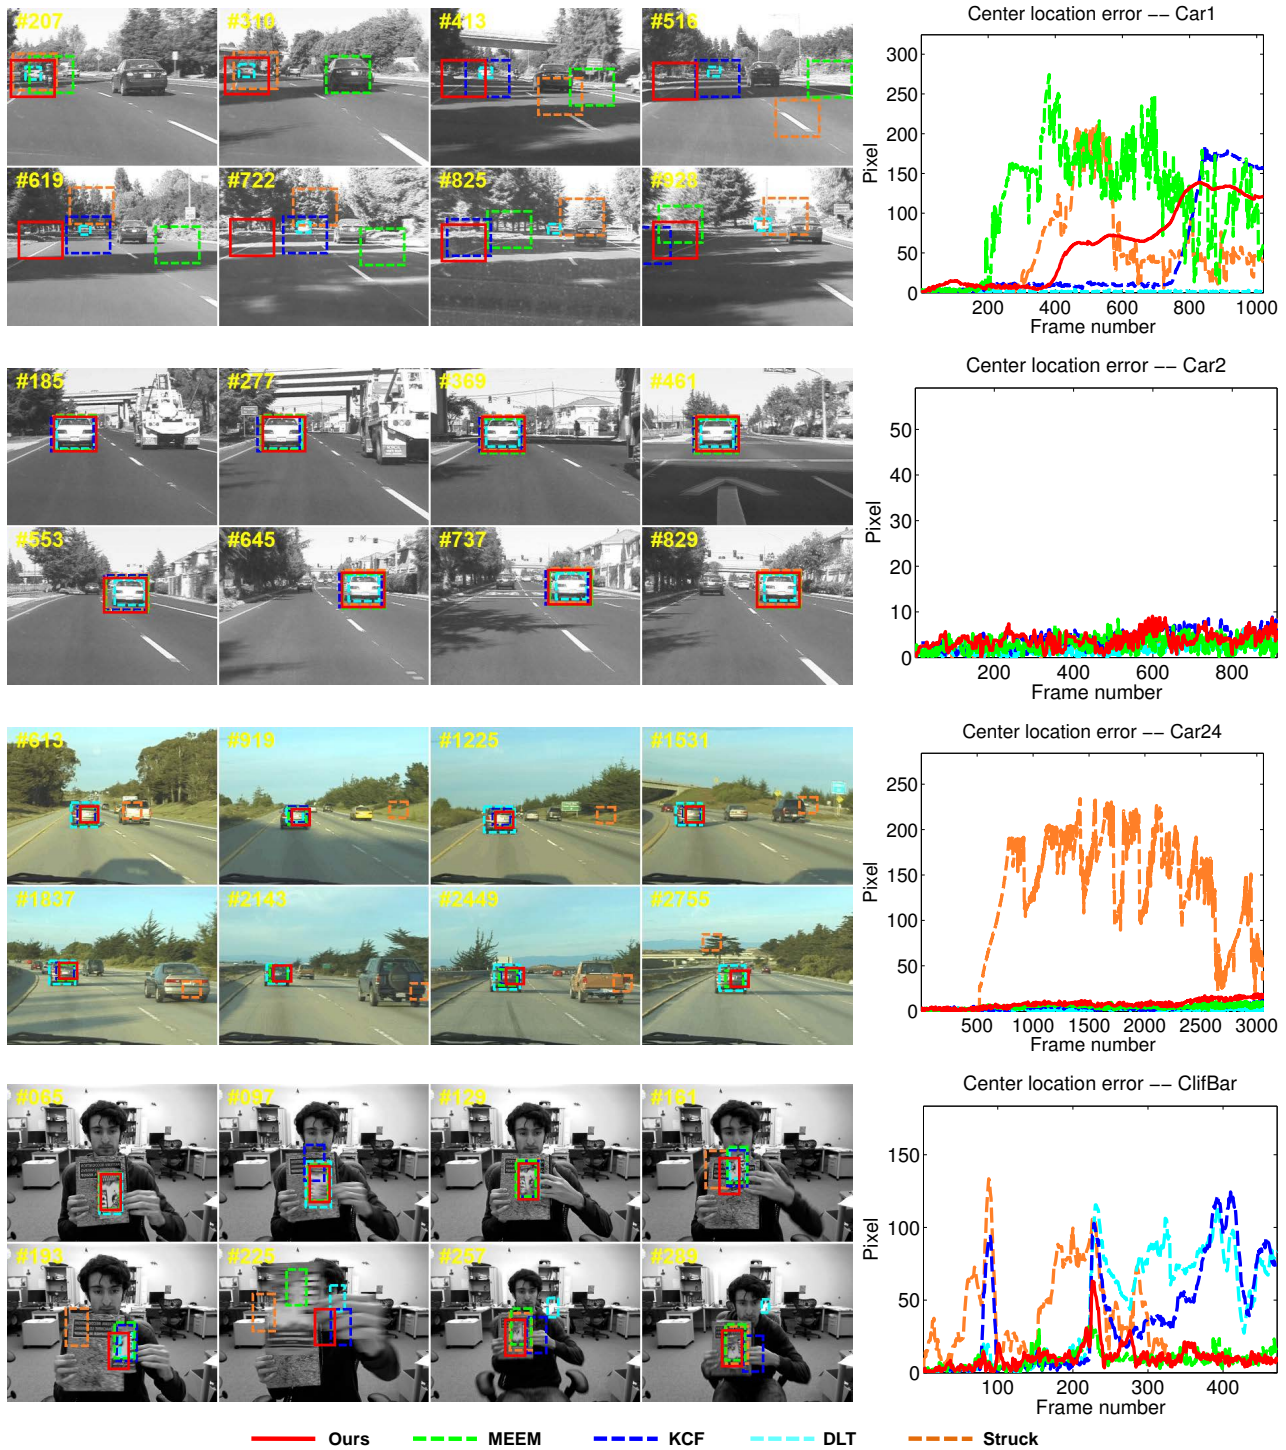 #207 #310 #413 #516
#619 #722 #825 #928
Center location error −− Car1
Pixel
300
250
200
150
100
50
0
200 400 600 800 1000
Frame number
#185 #277 #369 #461
#553 #645 #737 #829
Center location error −− Car2
Pixel
50
40
30
20
10
0
200 400 600 800
Frame number
#613 #919 #1225 #1531
#1837 #2143 #2449 #2755
Center location error −− Car24
Pixel
250
200
150
100
50
0
500 1000 1500 2000 2500 3000
Frame number
#065 #097 #129 #161
#193 #225 #257 #289
Center location error −− ClifBar
Pixel
150
100
50
0
100 200 300 400
Frame number
Ours MEEM KCF DLT Struck